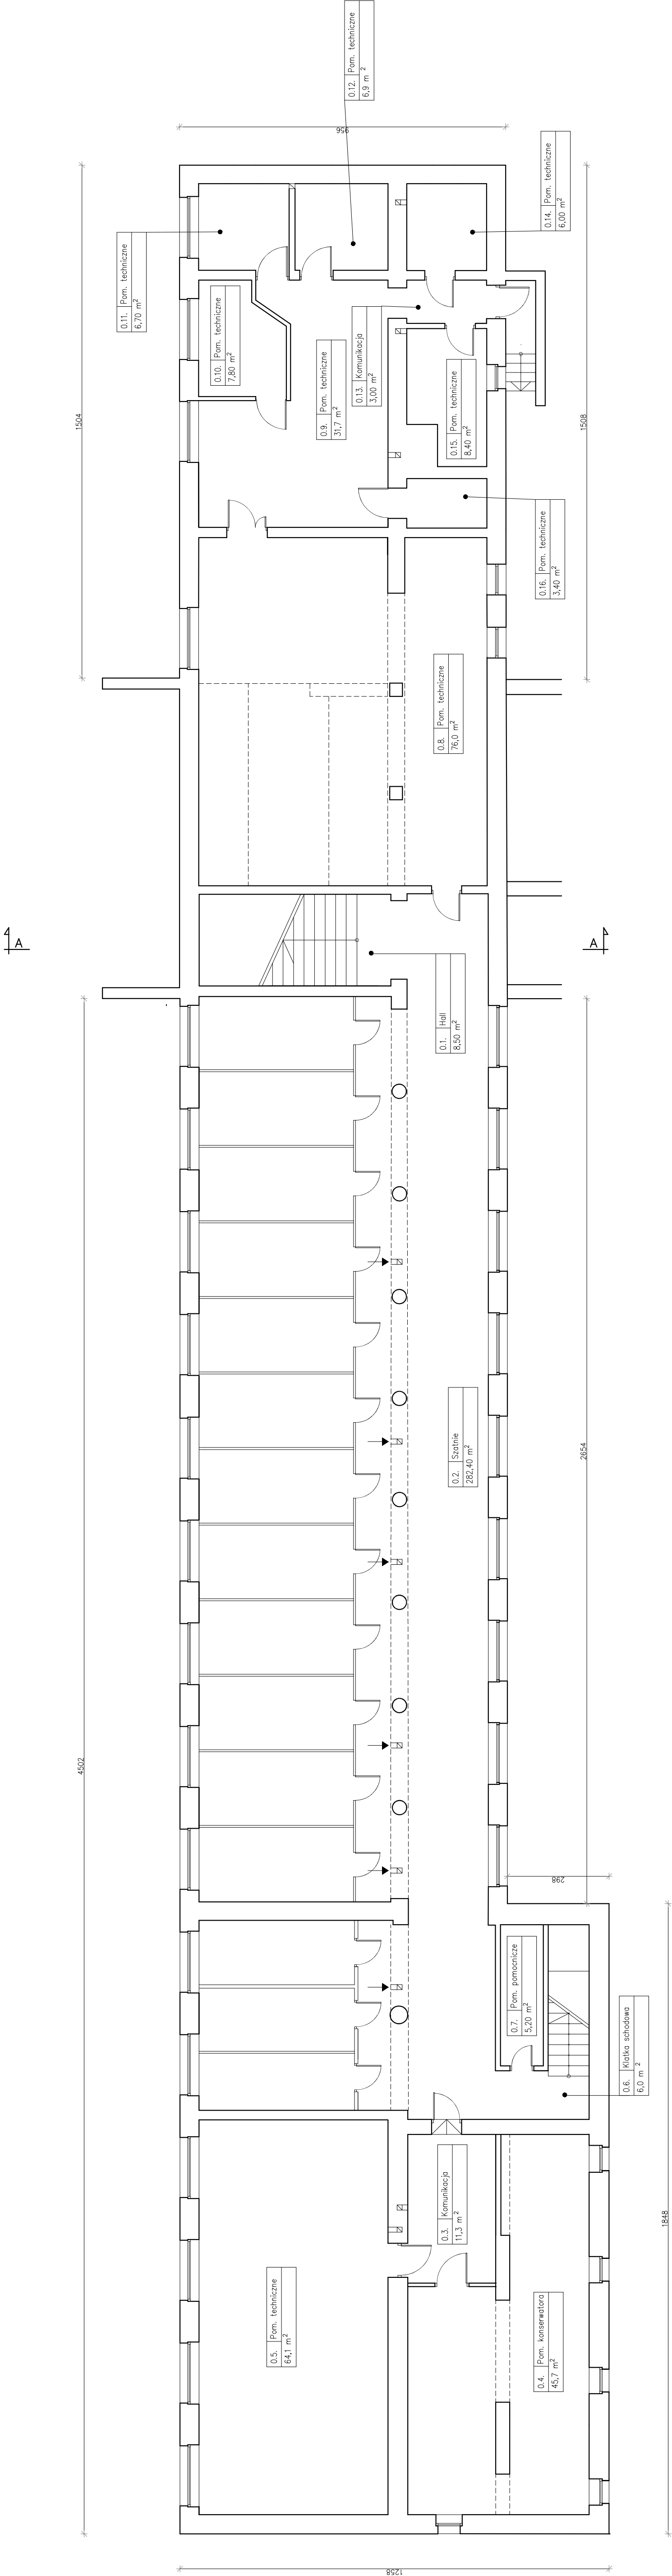 0.12. Pom. techniczne
6,9 m²
956
0.14. Pom. techniczne
6,00 m²
0.11. Pom. techniczne
6,70 m²
0.10. Pom. techniczne
7,80 m²
0.13. Komunikacja
3,00 m²
0.9. Pom. techniczne
31,7 m²
0.15. Pom. techniczne
8,40 m²
1504
1508
0.16. Pom. techniczne
3,40 m²
0.8. Pom. techniczne
76,0 m²
A
A
0.1. Hall
8,50 m²
0.2. Szatnie
282,40 m²
2654
4502
298
0.7. Pom. pomocnicze
5,20 m²
0.6. Klatka schodowa
6,0 m²
0.3. Komunikacja
11,3 m²
1848
0.5. Pom. techniczne
64,1 m²
0.4. Pom. konserwatora
45,7 m²
1258